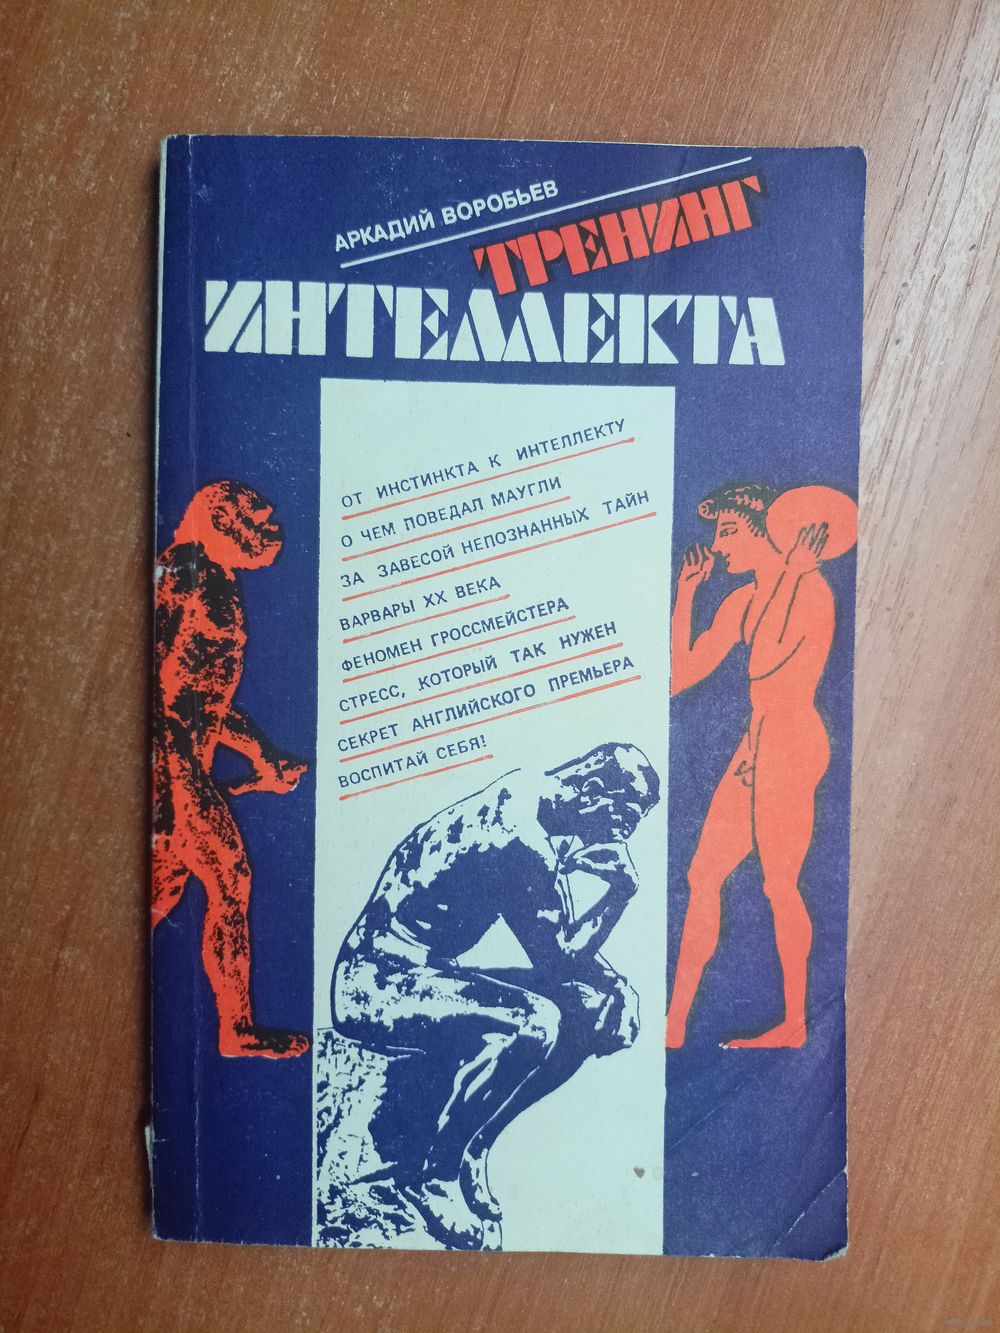 АРКАДИЙ ВОРОБЬЕВ
ТРЕНИНГ
ИНТЕЛЛЕКТА
ОТ ИНСТИНКТА К ИНТЕЛЛЕКТУ
О ЧЕМ ПОВЕДАЛ МАУГЛИ
ЗА ЗАВЕСОЙ НЕПОЗНАННЫХ ТАЙН
ВАРВАРЫ XX ВЕКА
ФЕНОМЕН ГРОССМЕЙСТЕРА
СТРЕСС, КОТОРЫЙ ТАК НУЖЕН
СЕКРЕТ АНГЛИЙСКОГО ПРЕМЬЕРА
ВОСПИТАЙ СЕБЯ!